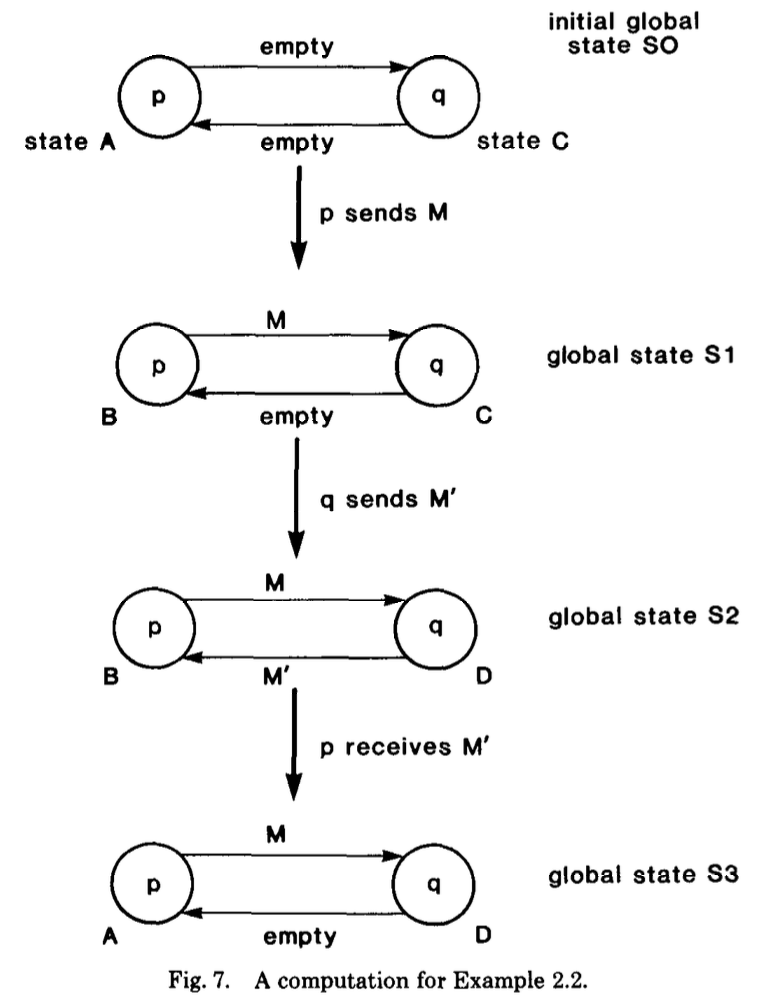 initial global
state SO
empty
p
q
state A
empty
state C
p sends M
M
p
q
global state S1
B
empty
C
q sends M′
M
p
q
global state S2
B
M′
D
p receives M′
M
p
q
global state S3
A
empty
D
Fig. 7. A computation for Example 2.2.